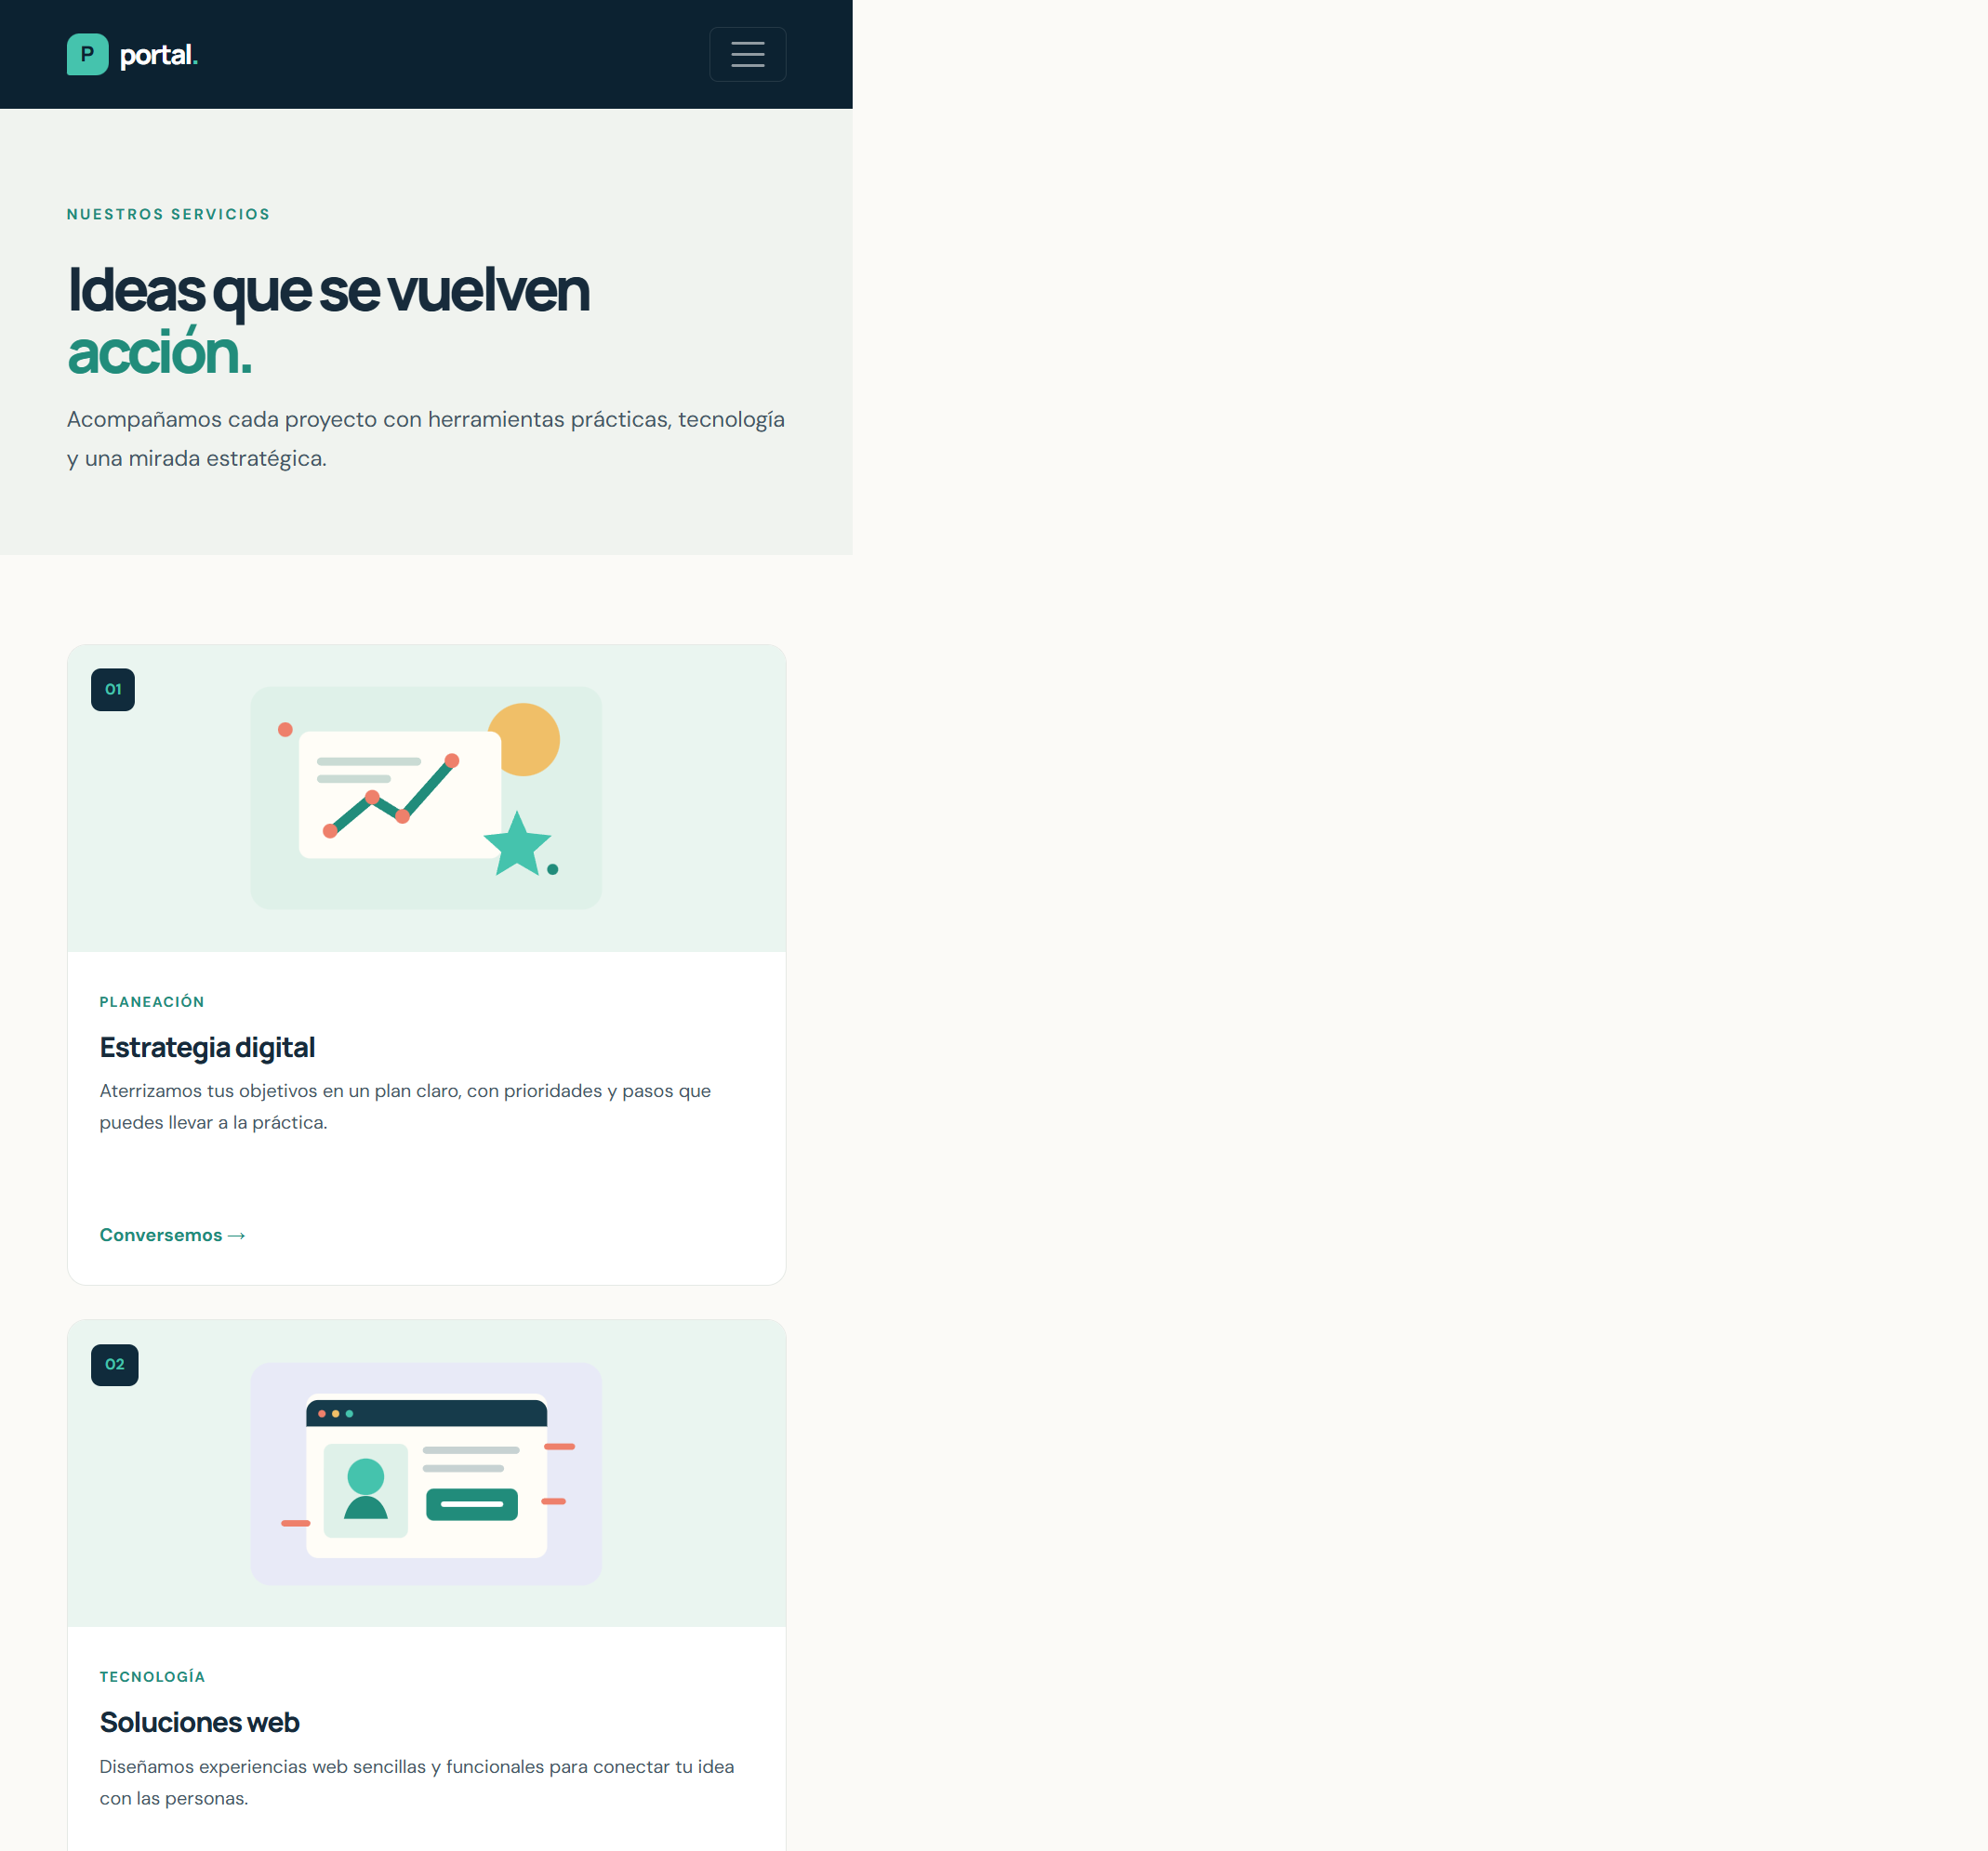 P portal.
NUESTROS SERVICIOS
Ideas que se vuelven
acción.
Acompañamos cada proyecto con herramientas prácticas, tecnología
y una mirada estratégica.
01
PLANEACIÓN
Estrategia digital
Aterrizamos tus objetivos en un plan claro, con prioridades y pasos que
puedes llevar a la práctica.
Conversemos →
02
TECNOLOGÍA
Soluciones web
Diseñamos experiencias web sencillas y funcionales para conectar tu idea
con las personas.